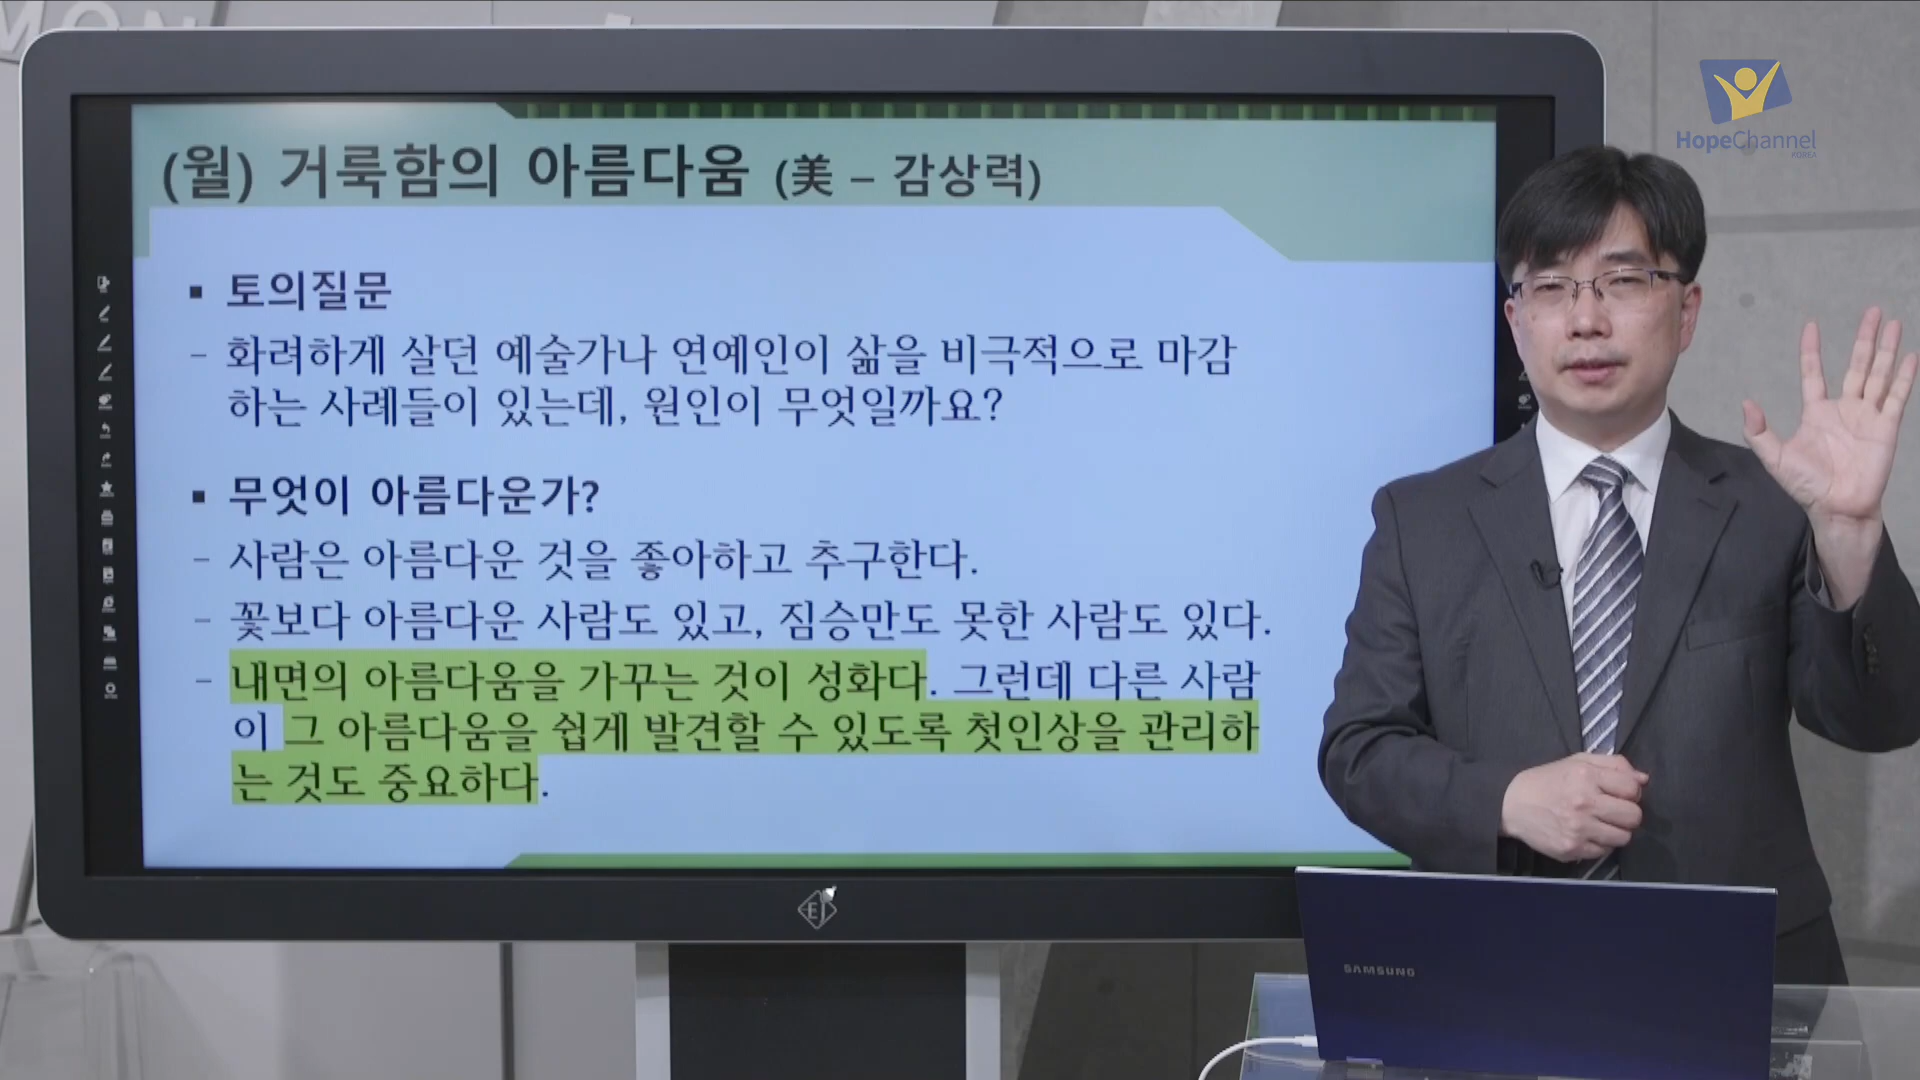 MON
HopeChannel
KOREA
(월) 거룩함의 아름다움 (美 – 감상력)
▪ 토의질문
– 화려하게 살던 예술가나 연예인이 삶을 비극적으로 마감
하는 사례들이 있는데, 원인이 무엇일까요?
▪ 무엇이 아름다운가?
– 사람은 아름다운 것을 좋아하고 추구한다.
– 꽃보다 아름다운 사람도 있고, 짐승만도 못한 사람도 있다.
– 내면의 아름다움을 가꾸는 것이 성화다. 그런데 다른 사람
이 그 아름다움을 쉽게 발견할 수 있도록 첫인상을 관리하
는 것도 중요하다.
SAMSUNG